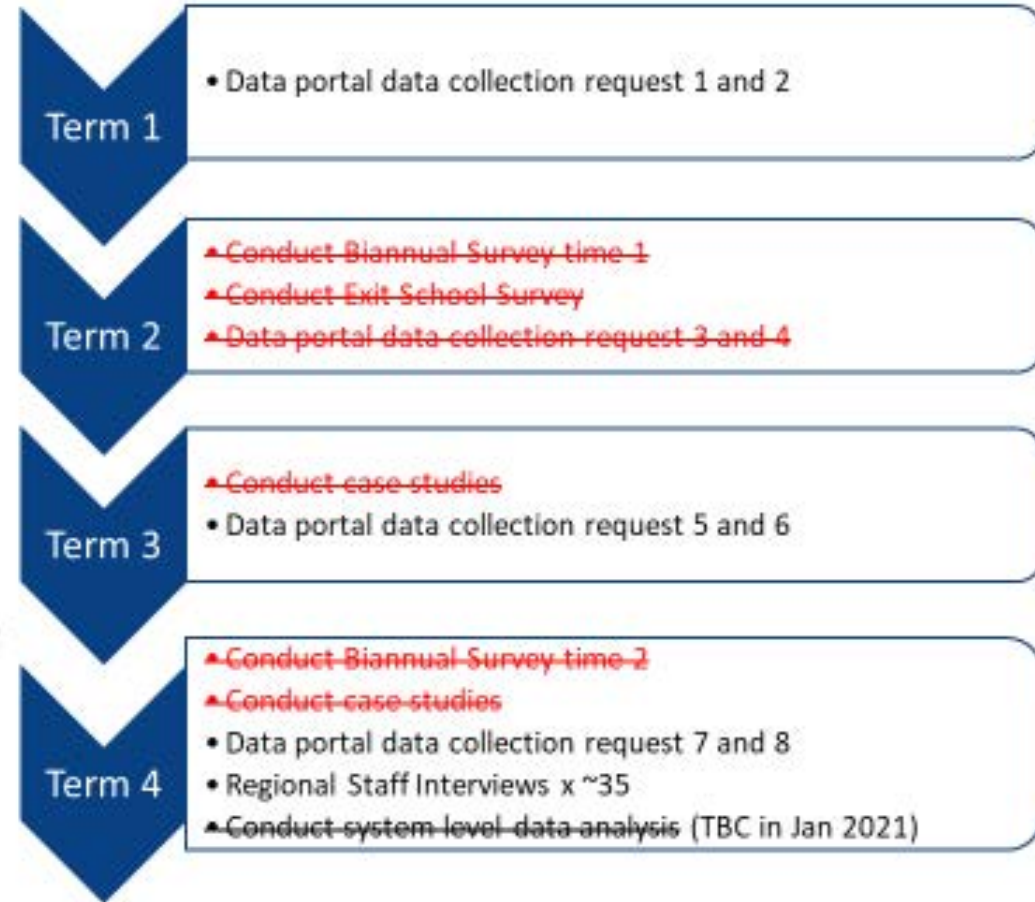 Term 1
• Data portal data collection request 1 and 2
Term 2
• Conduct Biannual Survey time 1
• Conduct Exit School Survey
• Data portal data collection request 3 and 4
Term 3
• Conduct case studies
• Data portal data collection request 5 and 6
Term 4
• Conduct Biannual Survey time 2
• Conduct case studies
• Data portal data collection request 7 and 8
• Regional Staff Interviews x ~35
• Conduct system level data analysis (TBC in Jan 2021)